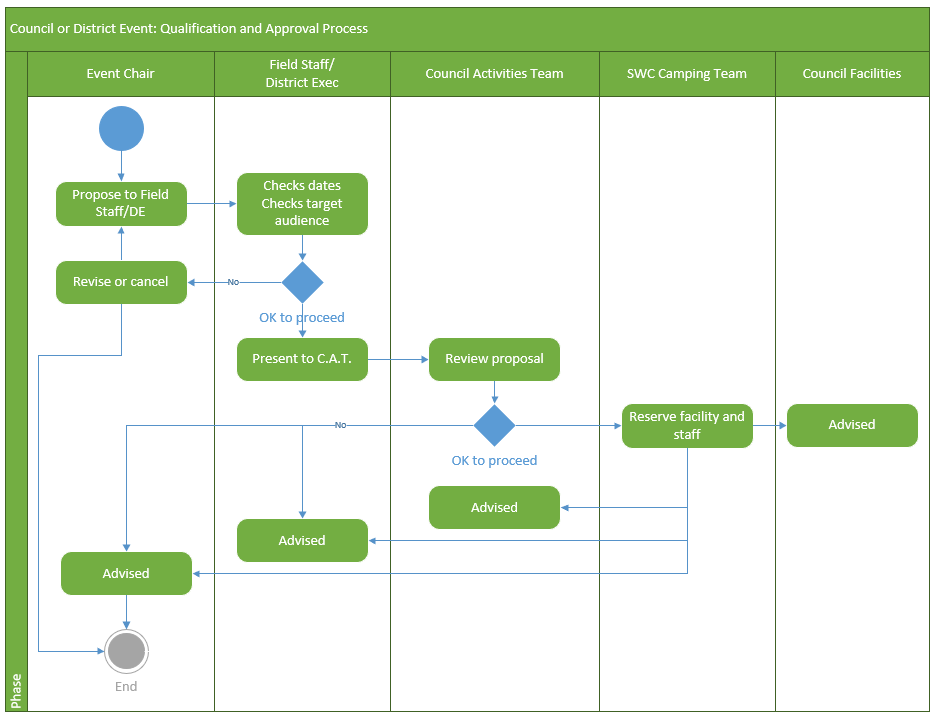 Council or District Event: Qualification and Approval Process
Event Chair
Field Staff/
District Exec
Council Activities Team
SWC Camping Team
Council Facilities
Propose to Field
Staff/DE
Checks dates
Checks target
audience
Revise or cancel
No
OK to proceed
Present to C.A.T.
Review proposal
No
OK to proceed
Reserve facility and
staff
Advised
Advised
Advised
Advised
End
Phase